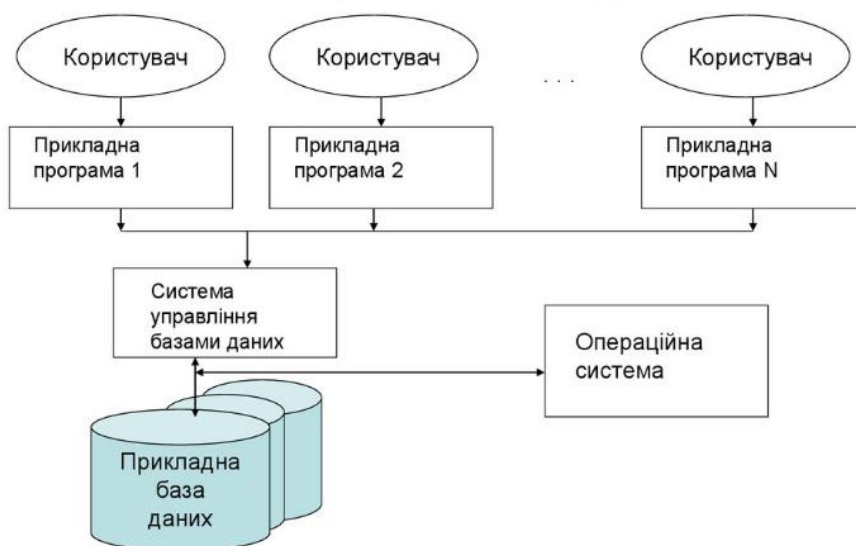 Користувач
Користувач
. . .
Користувач
Прикладна
програма 1
Прикладна
програма 2
Прикладна
програма N
Система
управління
базами даних
Операційна
система
Прикладна
база
даних